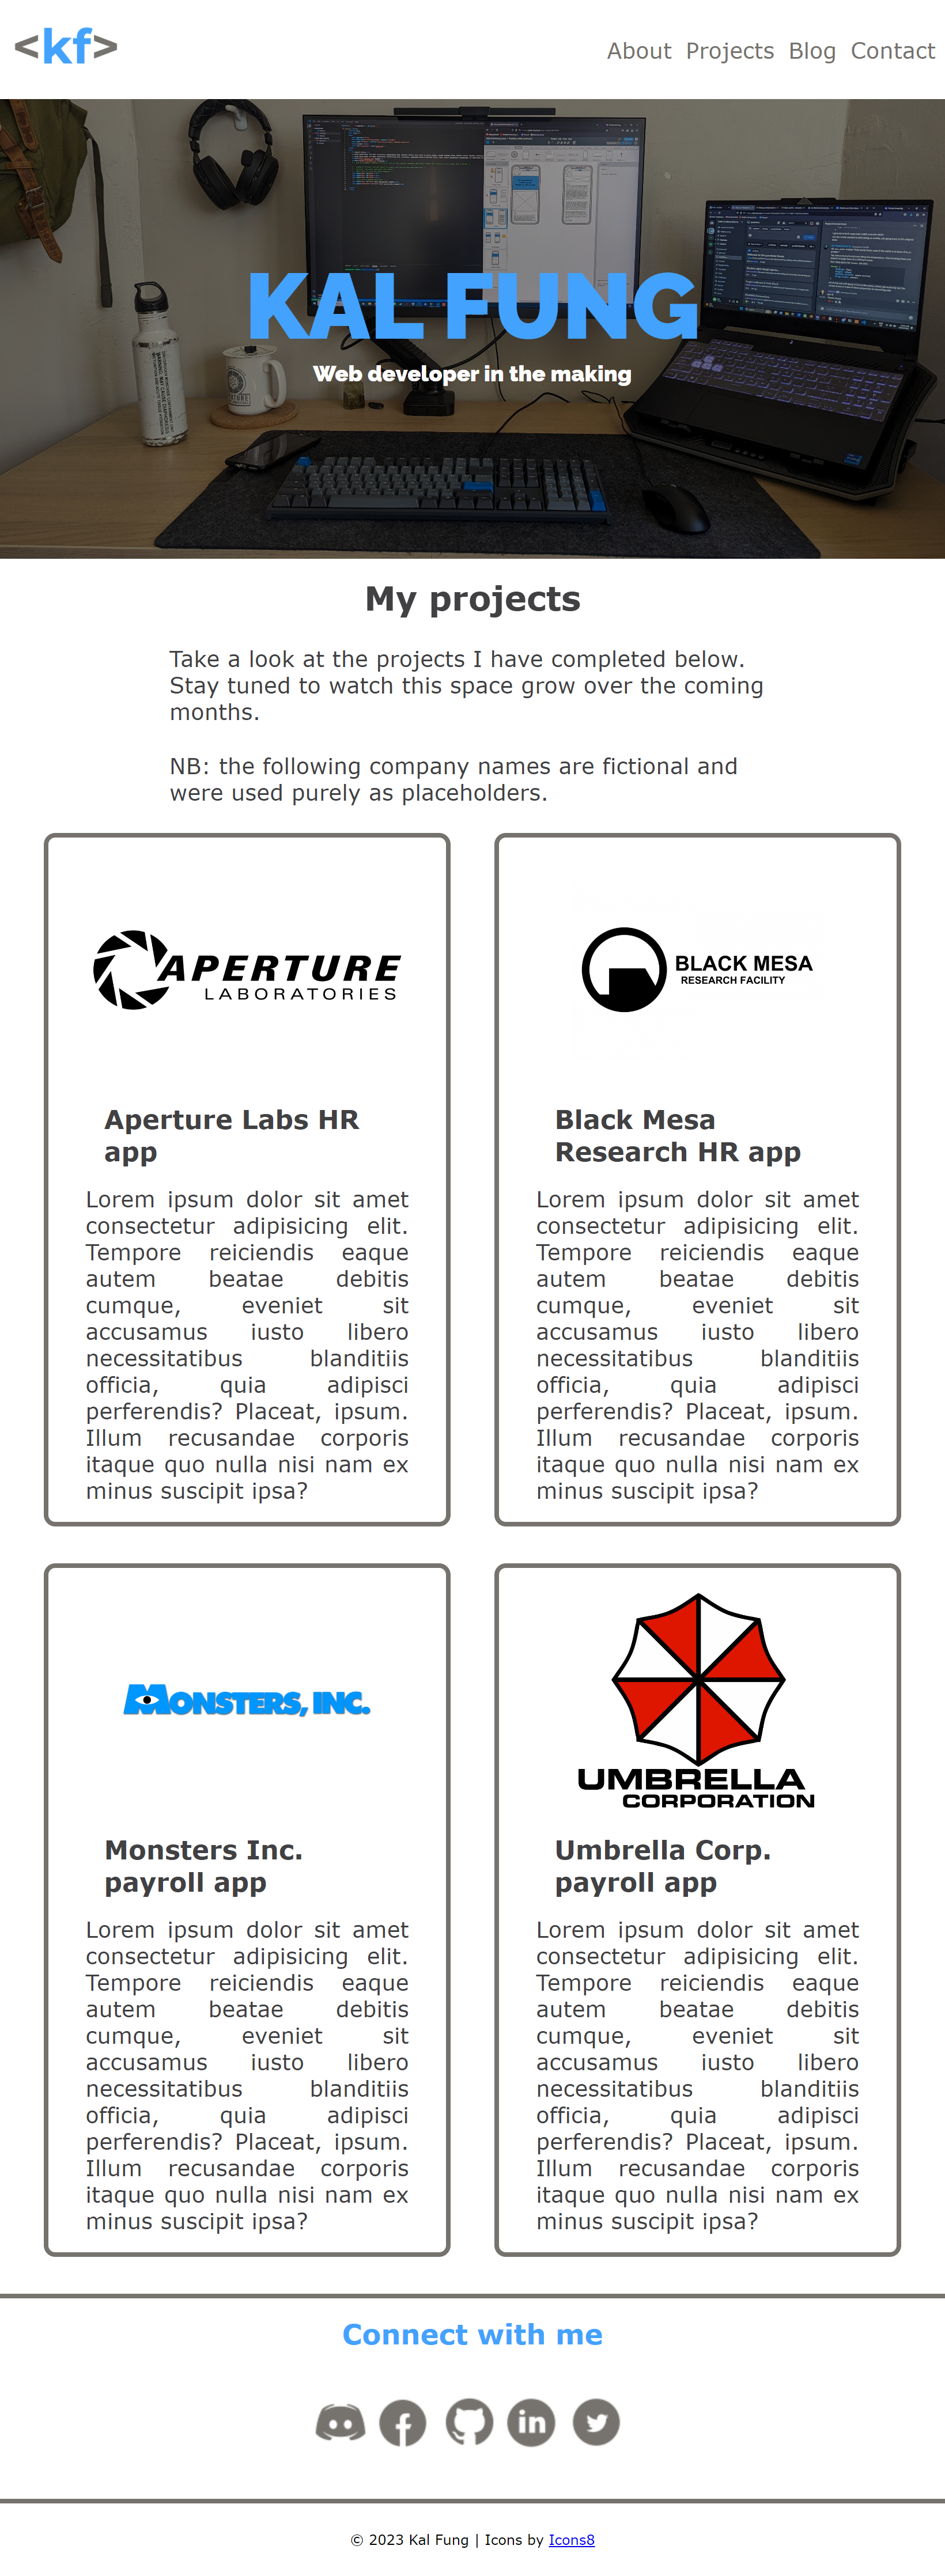 <kf>
About Projects Blog Contact
KAL FUNG
Web developer in the making
My projects
Take a look at the projects I have completed below.
Stay tuned to watch this space grow over the coming
months.
NB: the following company names are fictional and
were used purely as placeholders.
APERTURE
LABORATORIES
Aperture Labs HR
app
Lorem ipsum dolor sit amet
consectetur adipisicing elit.
Tempore reiciendis eaque
autem beatae debitis
cumque, eveniet sit
accusamus iusto libero
necessitatibus blanditiis
officia, quia adipisci
perferendis? Placeat, ipsum.
Illum recusandae corporis
itaque quo nulla nisi nam ex
minus suscipit ipsa?
BLACK MESA
RESEARCH FACILITY
Black Mesa
Research HR app
Lorem ipsum dolor sit amet
consectetur adipisicing elit.
Tempore reiciendis eaque
autem beatae debitis
cumque, eveniet sit
accusamus iusto libero
necessitatibus blanditiis
officia, quia adipisci
perferendis? Placeat, ipsum.
Illum recusandae corporis
itaque quo nulla nisi nam ex
minus suscipit ipsa?
MONSTERS, INC.
Monsters Inc.
payroll app
Lorem ipsum dolor sit amet
consectetur adipisicing elit.
Tempore reiciendis eaque
autem beatae debitis
cumque, eveniet sit
accusamus iusto libero
necessitatibus blanditiis
officia, quia adipisci
perferendis? Placeat, ipsum.
Illum recusandae corporis
itaque quo nulla nisi nam ex
minus suscipit ipsa?
UMBRELLA
CORPORATION
Umbrella Corp.
payroll app
Lorem ipsum dolor sit amet
consectetur adipisicing elit.
Tempore reiciendis eaque
autem beatae debitis
cumque, eveniet sit
accusamus iusto libero
necessitatibus blanditiis
officia, quia adipisci
perferendis? Placeat, ipsum.
Illum recusandae corporis
itaque quo nulla nisi nam ex
minus suscipit ipsa?
Connect with me
© 2023 Kal Fung | Icons by Icons8